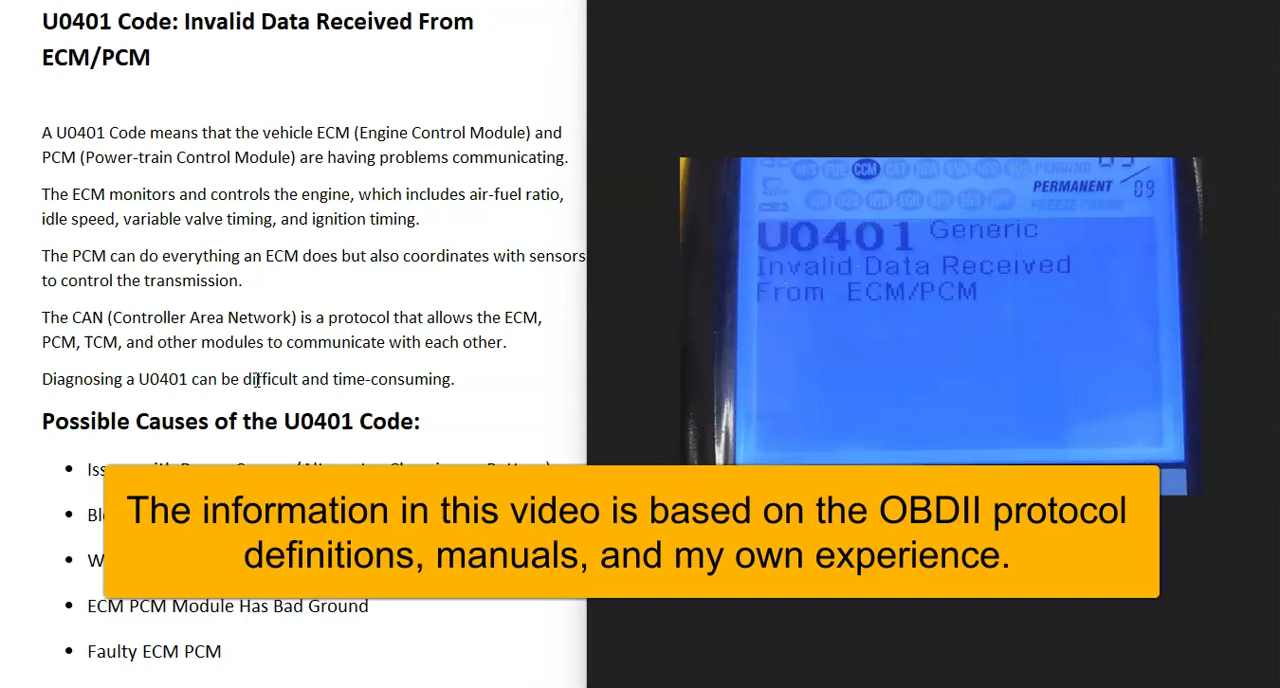 U0401 Code: Invalid Data Received From
ECM/PCM
A U0401 Code means that the vehicle ECM (Engine Control Module) and
PCM (Power-train Control Module) are having problems communicating.
The ECM monitors and controls the engine, which includes air-fuel ratio,
idle speed, variable valve timing, and ignition timing.
The PCM can do everything an ECM does but also coordinates with sensors
to control the transmission.
The CAN (Controller Area Network) is a protocol that allows the ECM,
PCM, TCM, and other modules to communicate with each other.
Diagnosing a U0401 can be difficult and time-consuming.
Possible Causes of the U0401 Code:
ECM PCM Module Has Bad Ground
Faulty ECM PCM
CCM
PENDING
PERMANENT
09
FREEZE FRAME
U0401 Generic
Invalid Data Received
From ECM/PCM
The information in this video is based on the OBDII protocol
definitions, manuals, and my own experience.